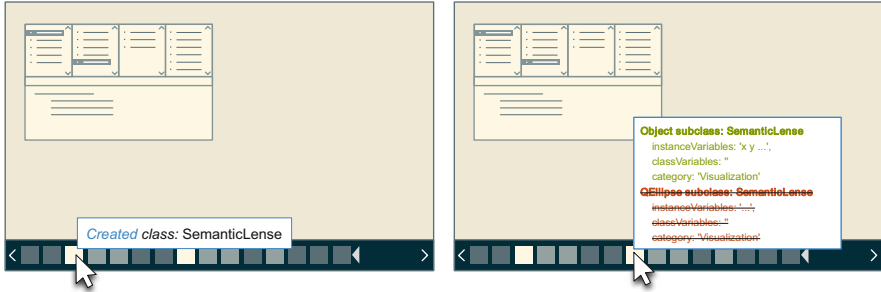 Created class: SemanticLense
Object subclass: SemanticLense
instanceVariables: 'x y ...',
classVariables: ''
category: 'Visualization'
QEllipse subclass: SemanticLense
instanceVariables: '...',
classVariables: ''
category: 'Visualization'